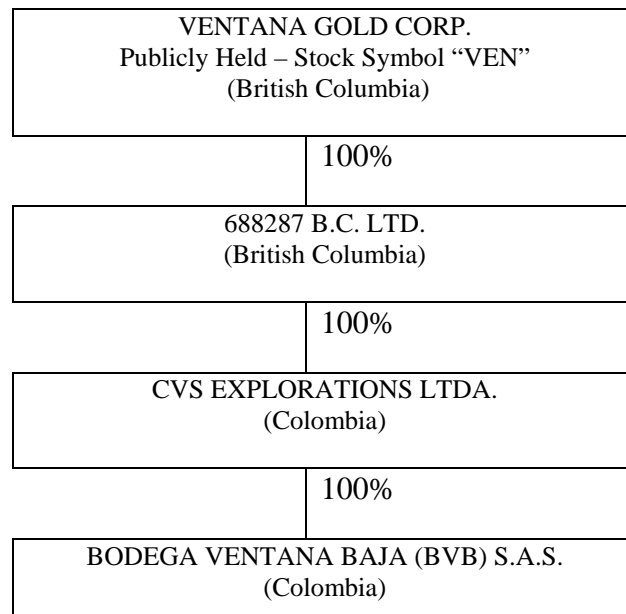 VENTANA GOLD CORP.
Publicly Held – Stock Symbol “VEN”
(British Columbia)
100%
688287 B.C. LTD.
(British Columbia)
100%
CVS EXPLORATIONS LTDA.
(Colombia)
100%
BODEGA VENTANA BAJA (BVB) S.A.S.
(Colombia)